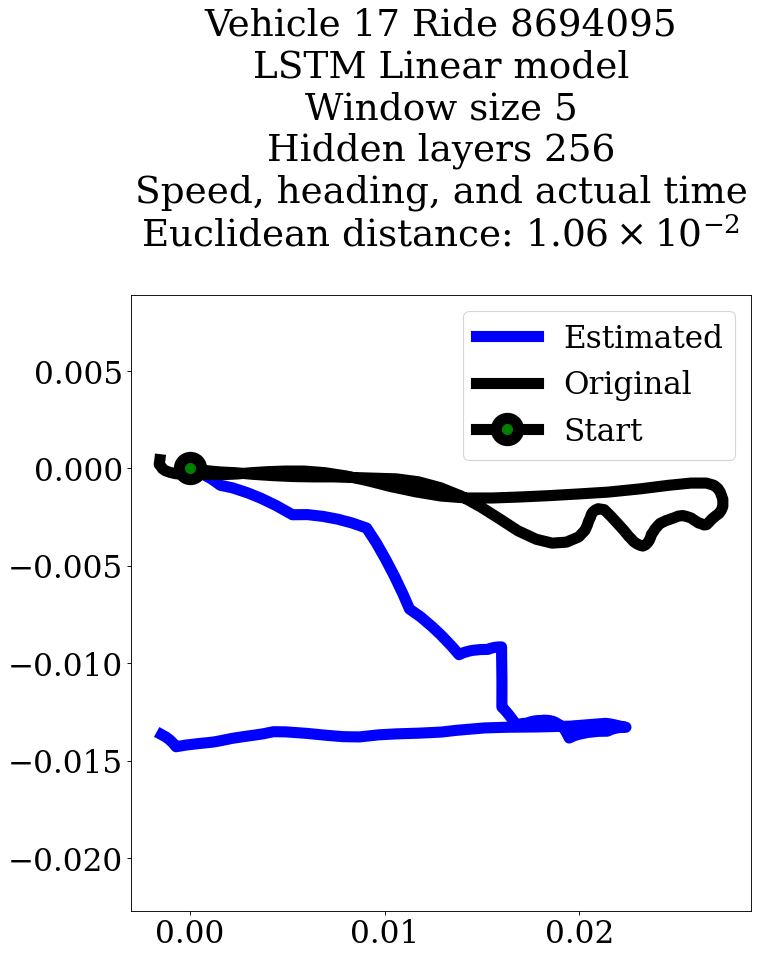 Vehicle 17 Ride 8694095
LSTM Linear model
Window size 5
Hidden layers 256
Speed, heading, and actual time
Euclidean distance: 1.06 × 10⁻²
Estimated
Original
Start
0.005
0.000
−0.005
−0.010
−0.015
−0.020
0.00 0.01 0.02